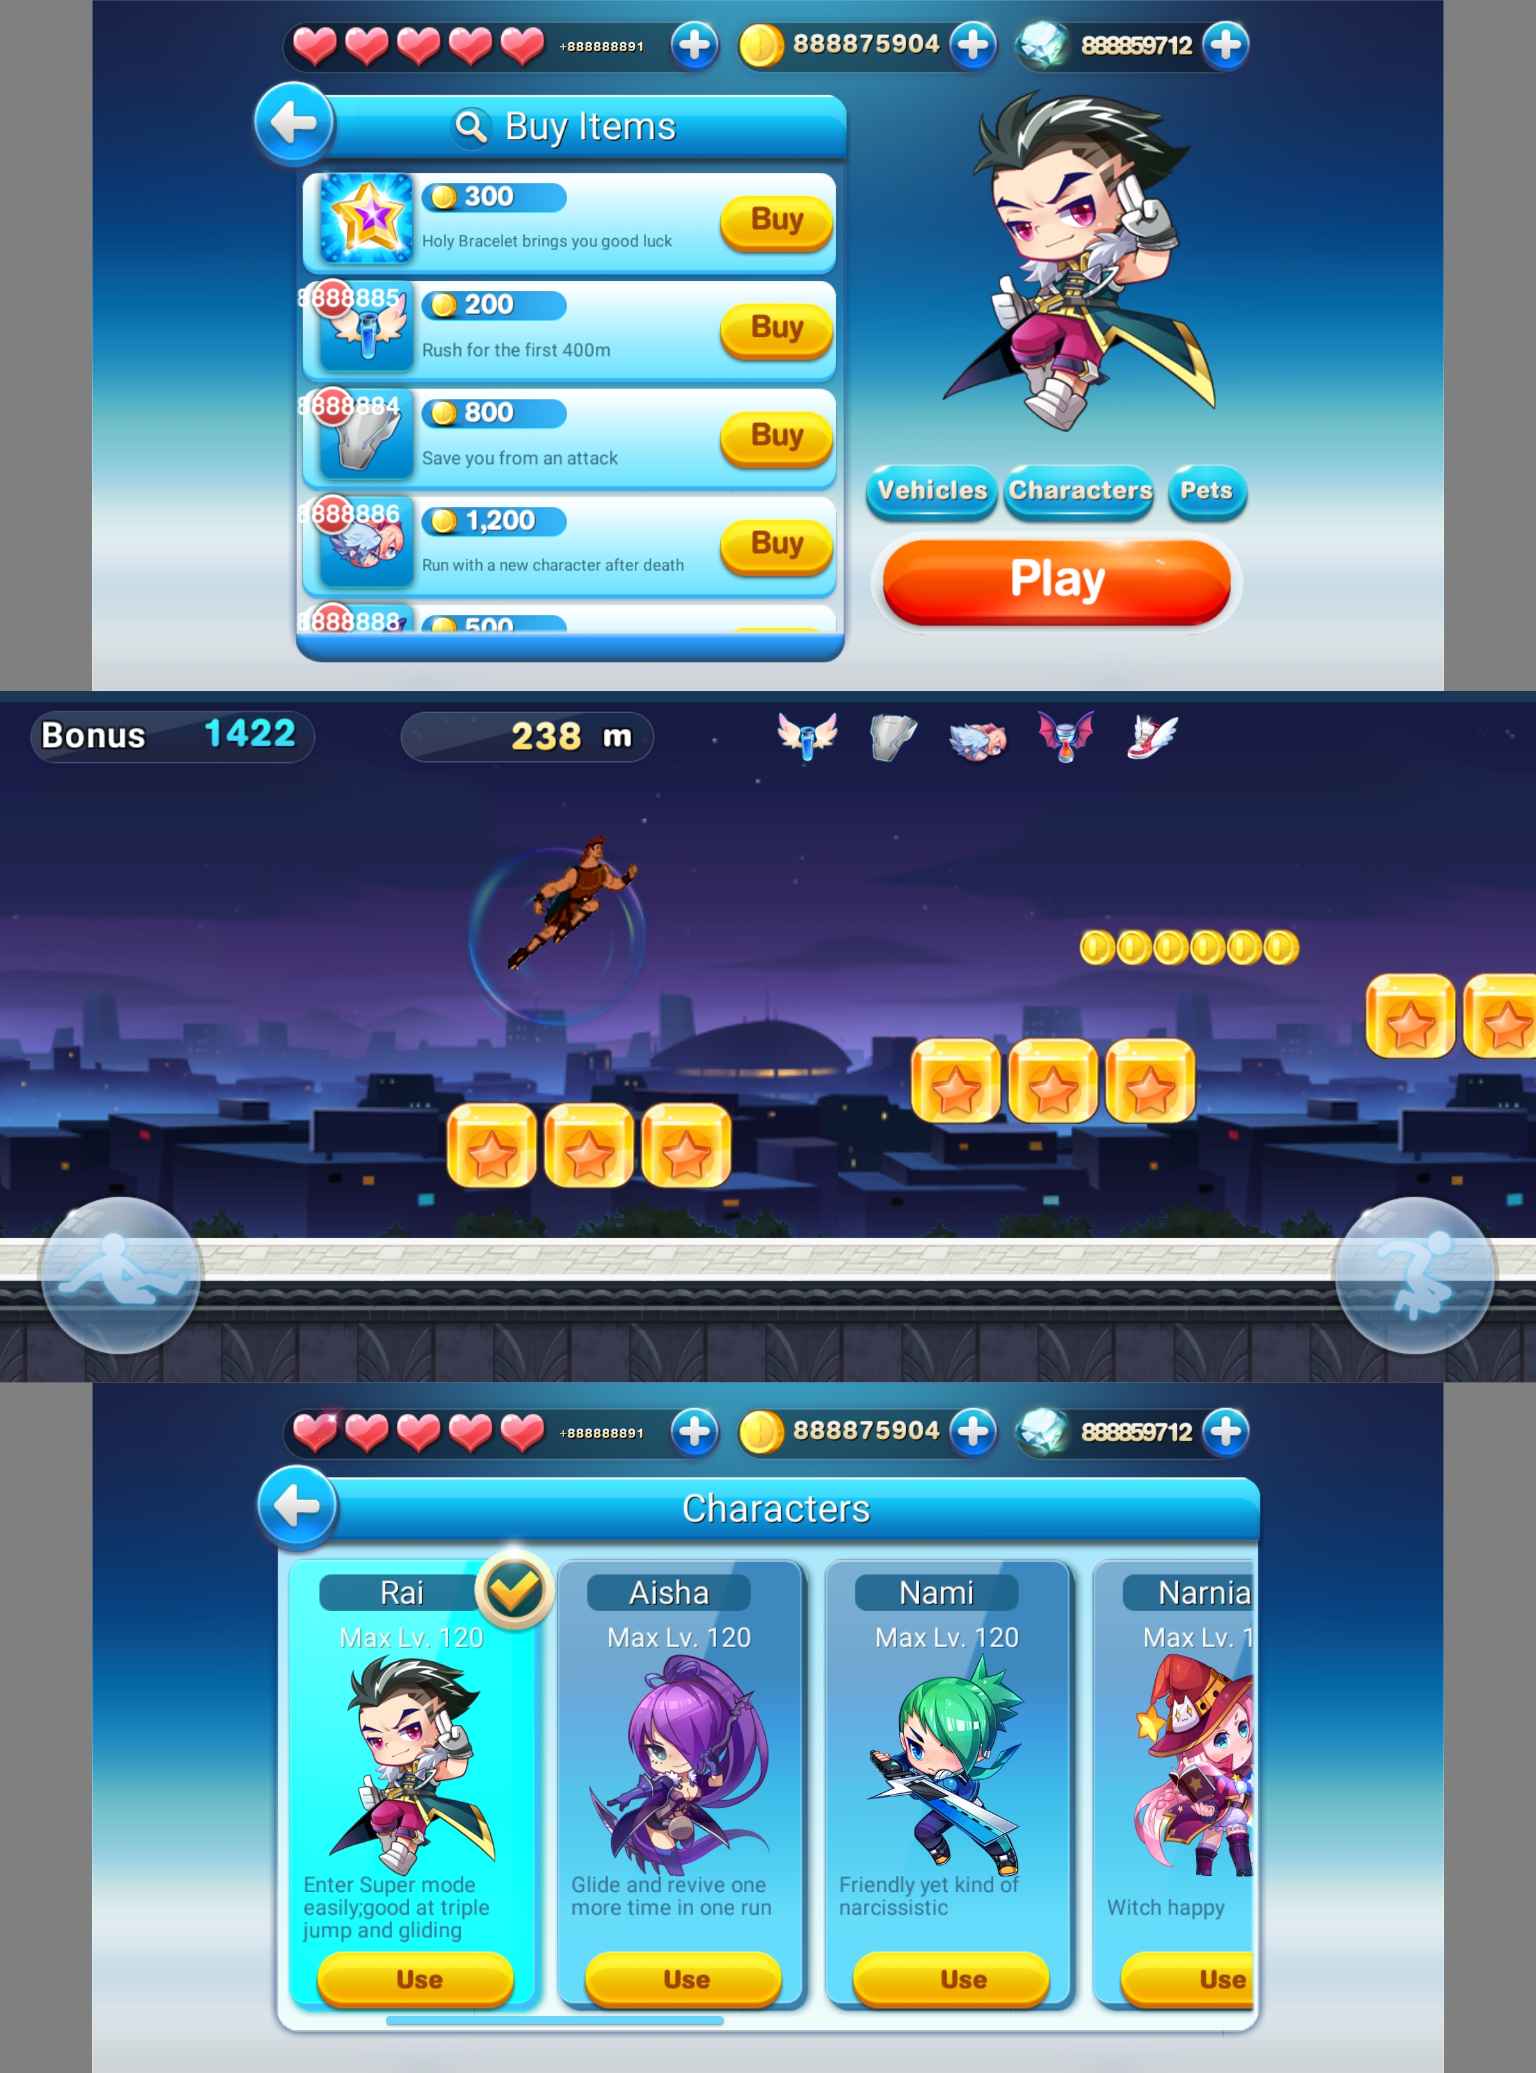 +888888891
888875904
888859712
Buy Items
300
Holy Bracelet brings you good luck
Buy
8888885
200
Rush for the first 400m
Buy
8888884
800
Save you from an attack
Buy
8888886
1,200
Run with a new character after death
Buy
8888888
500
Vehicles
Characters
Pets
Play
Bonus 1422
238 m
+888888891
888875904
888859712
Characters
Rai
Max Lv. 120
Enter Super mode
easily;good at triple
jump and gliding
Use
Aisha
Max Lv. 120
Glide and revive one
more time in one run
Use
Nami
Max Lv. 120
Friendly yet kind of
narcissistic
Use
Narnia
Max Lv. 1
Witch happy
Use